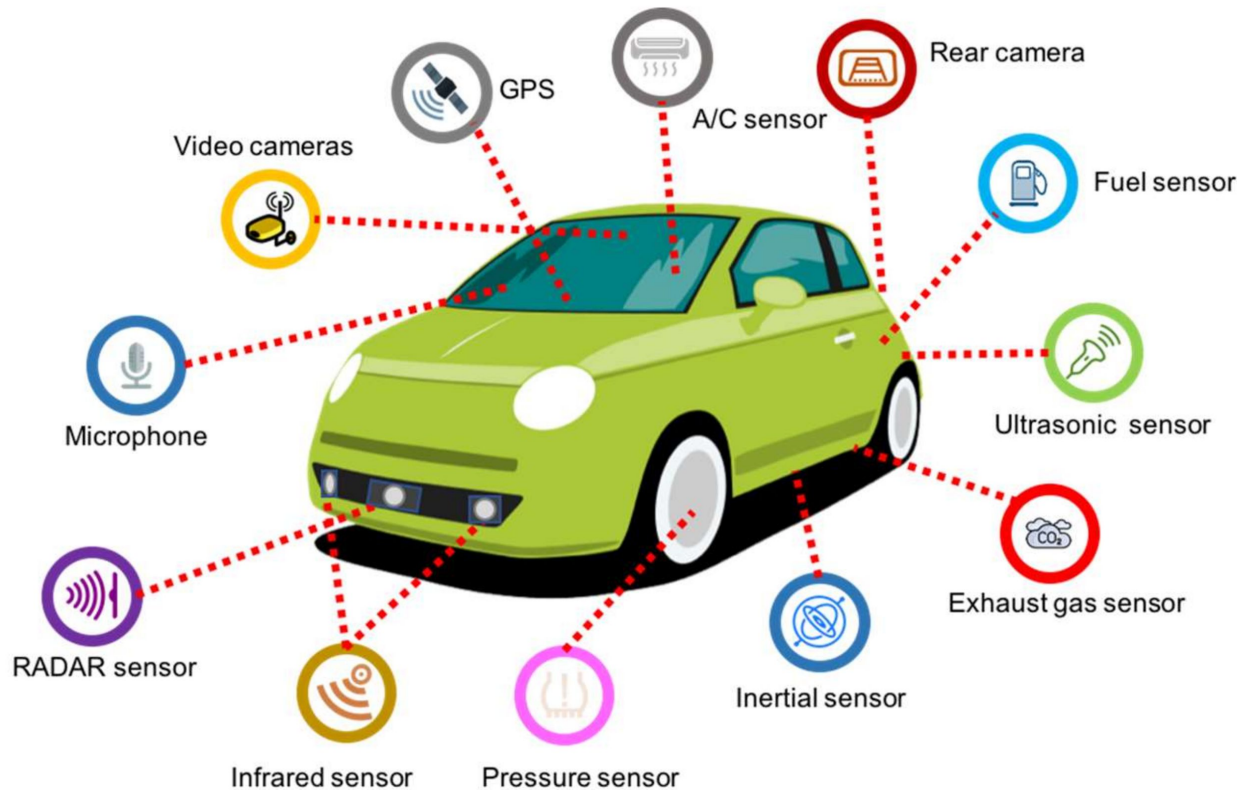 Rear camera
GPS
A/C sensor
Video cameras
Fuel sensor
Microphone
Ultrasonic sensor
CO₂
Exhaust gas sensor
RADAR sensor
Inertial sensor
Infrared sensor
Pressure sensor